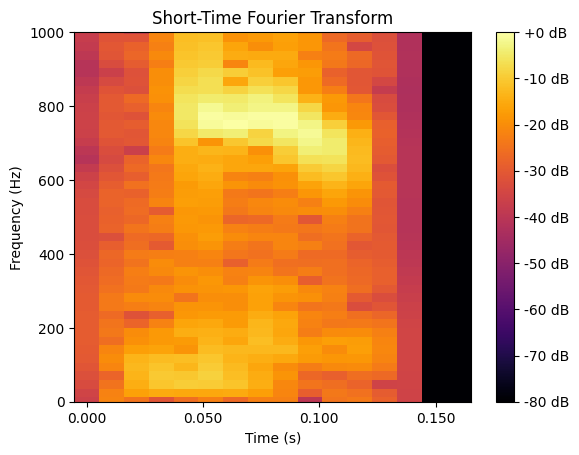 Short-Time Fourier Transform
1000
800
600
400
200
0
Frequency (Hz)
0.000
0.050
0.100
0.150
Time (s)
+0 dB
-10 dB
-20 dB
-30 dB
-40 dB
-50 dB
-60 dB
-70 dB
-80 dB